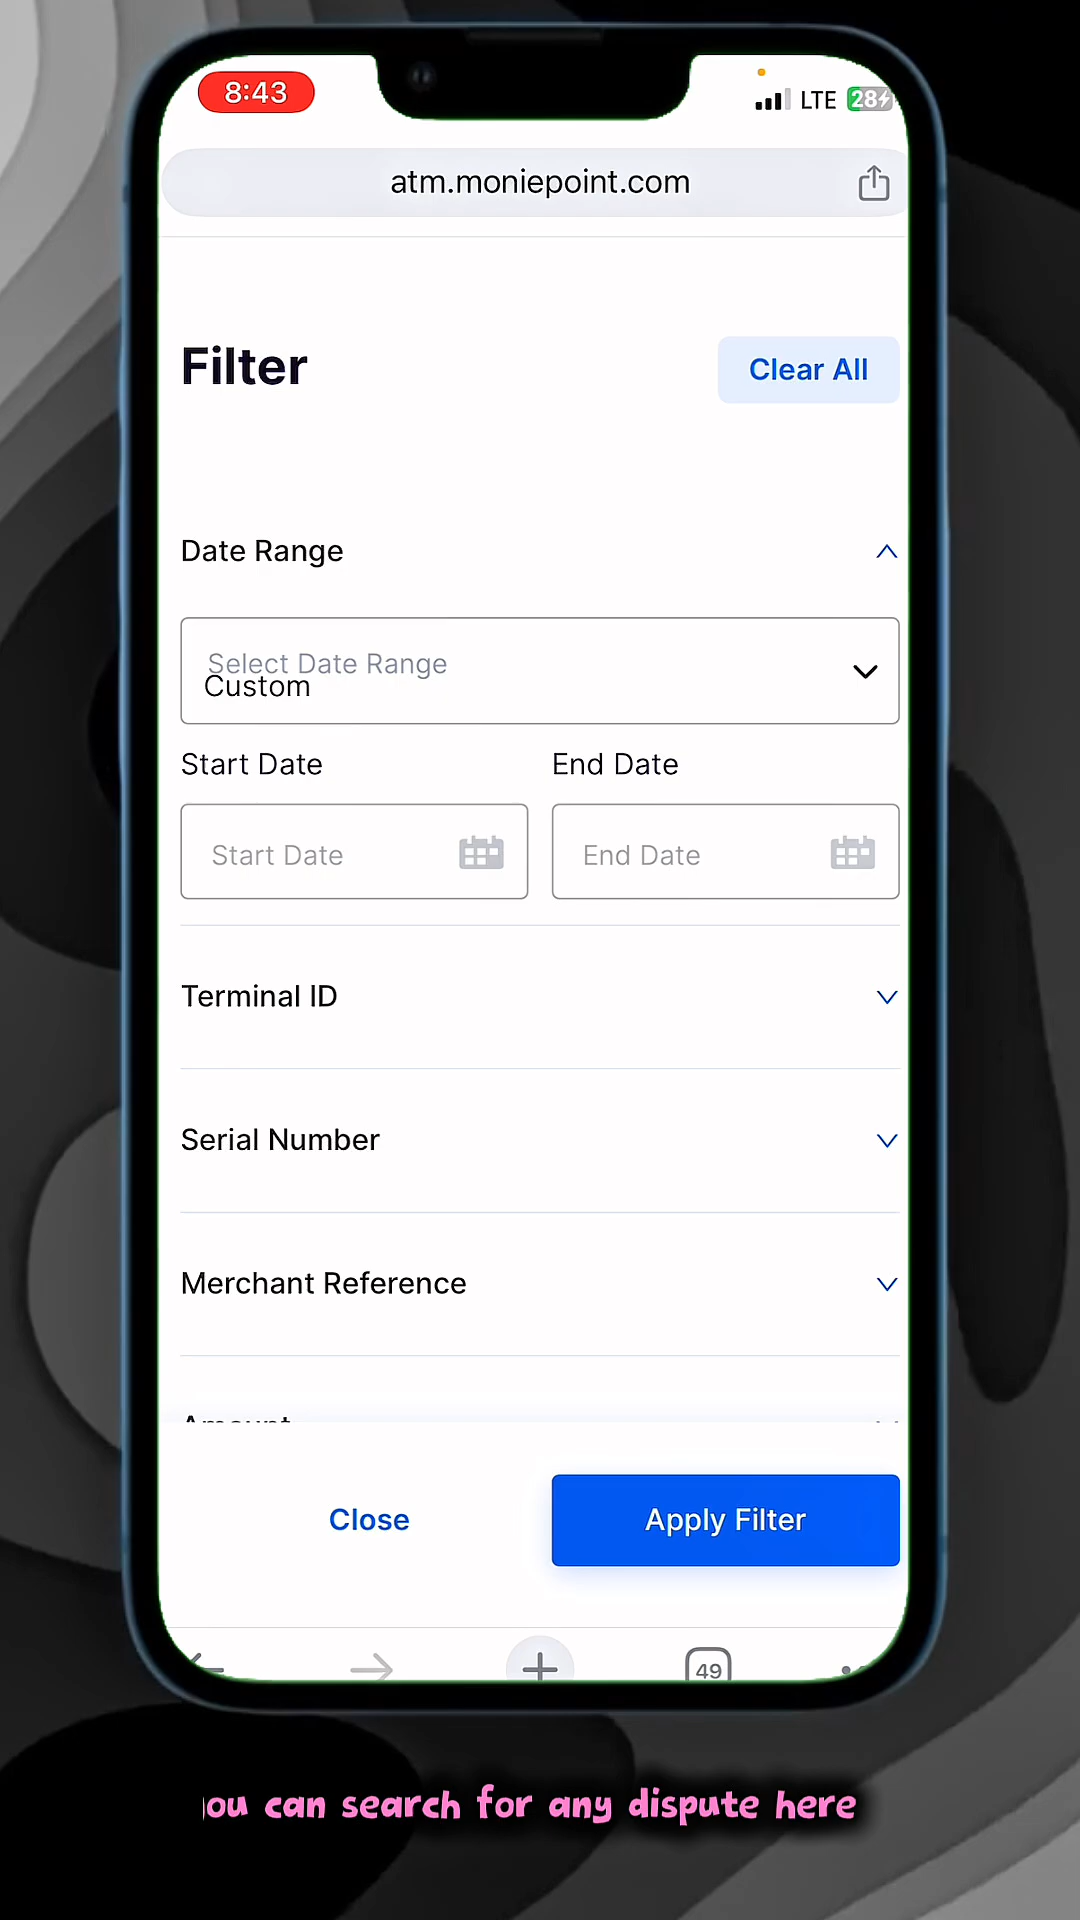 8:43
LTE 28
atm.moniepoint.com
Filter
Clear All
Date Range
Select Date Range
Custom
Start Date
End Date
Start Date
End Date
Terminal ID
Serial Number
Merchant Reference
Amount
Close
Apply Filter
49
you can search for any dispute here